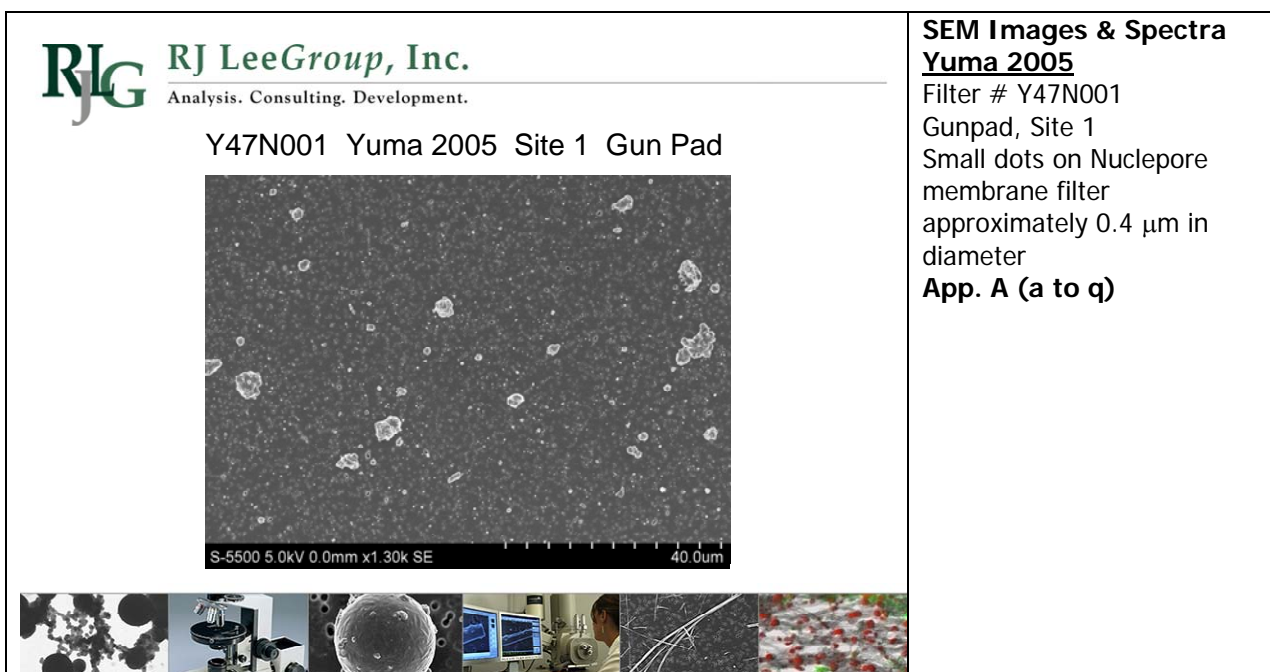 RJLG
RJ LeeGroup, Inc.
Analysis. Consulting. Development.
Y47N001 Yuma 2005 Site 1 Gun Pad
S-5500 5.0kV 0.0mm x1.30k SE 40.0um
SEM Images & Spectra
Yuma 2005
Filter # Y47N001
Gunpad, Site 1
Small dots on Nuclepore
membrane filter
approximately 0.4 μm in
diameter
App. A (a to q)